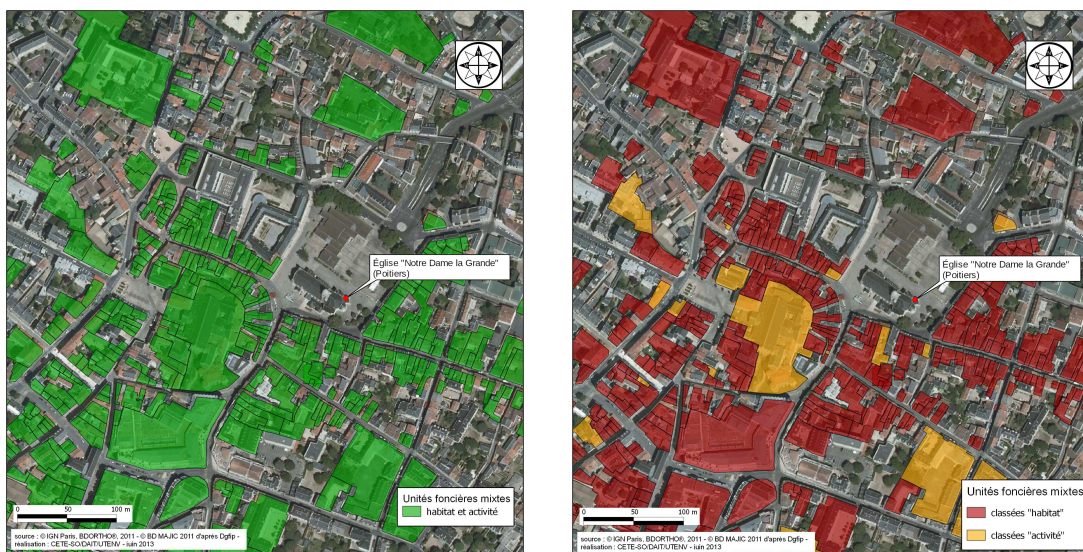 Église "Notre Dame la Grande"
(Poitiers)
Unités foncières mixtes
habitat et activité
0 50 100 m
source : © IGN Paris, BDORTHO®, 2011 - © BD MAJIC 2011 d'après Dgfip -
réalisation : CETE-SO/DAIT/UTENV - juin 2013
Église "Notre Dame la Grande"
(Poitiers)
Unités foncières mixtes
classées "habitat"
classées "activité"
0 50 100 m
source : © IGN Paris, BDORTHO®, 2011 - © BD MAJIC 2011 d'après Dgfip -
réalisation : CETE-SO/DAIT/UTENV - juin 2013